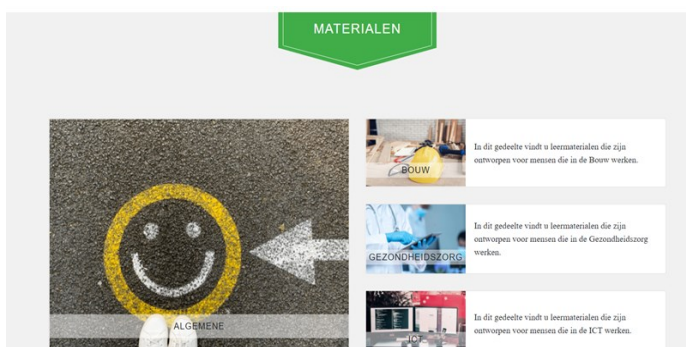 MATERIALEN
ALGEMENE
BOUW
In dit gedeelte vindt u leermaterialen die zijn
ontworpen voor mensen die in de Bouw werken.
GEZONDHEIDSZORG
In dit gedeelte vindt u leermaterialen die zijn
ontworpen voor mensen die in de Gezondheidszorg
werken.
ICT
In dit gedeelte vindt u leermaterialen die zijn
ontworpen voor mensen die in de ICT werken.